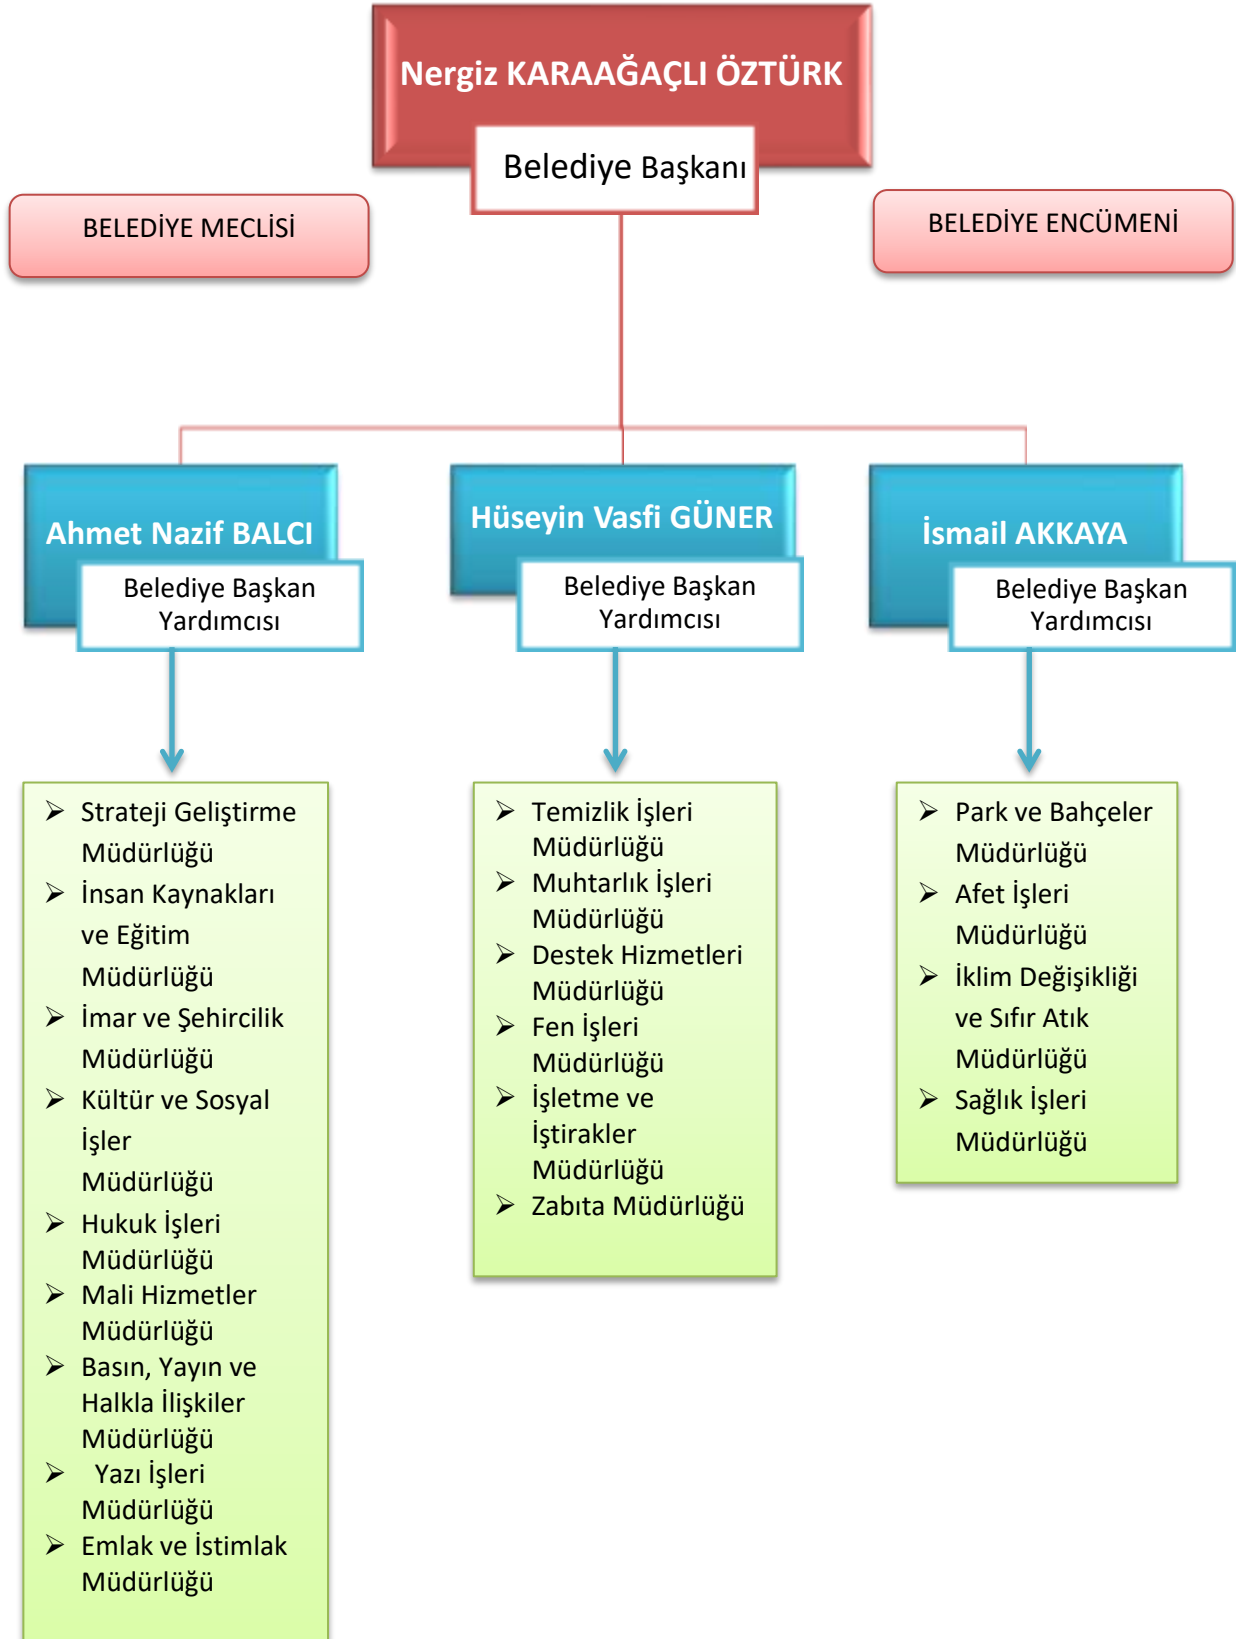 Nergiz KARAAĞAÇLI ÖZTÜRK
Belediye Başkanı
BELEDİYE MECLİSİ
BELEDİYE ENCÜMENİ
Ahmet Nazif BALCI
Belediye Başkan
Yardımcısı
Hüseyin Vasfi GÜNER
Belediye Başkan
Yardımcısı
İsmail AKKAYA
Belediye Başkan
Yardımcısı
➢ Strateji Geliştirme
Müdürlüğü
➢ İnsan Kaynakları
ve Eğitim
Müdürlüğü
➢ İmar ve Şehircilik
Müdürlüğü
➢ Kültür ve Sosyal
İşler
Müdürlüğü
➢ Hukuk İşleri
Müdürlüğü
➢ Mali Hizmetler
Müdürlüğü
➢ Basın, Yayın ve
Halkla İlişkiler
Müdürlüğü
➢ Yazı İşleri
Müdürlüğü
➢ Emlak ve İstimlak
Müdürlüğü
➢ Temizlik İşleri
Müdürlüğü
➢ Muhtarlık İşleri
Müdürlüğü
➢ Destek Hizmetleri
Müdürlüğü
➢ Fen İşleri
Müdürlüğü
➢ İşletme ve
İştirakler
Müdürlüğü
➢ Zabıta Müdürlüğü
➢ Park ve Bahçeler
Müdürlüğü
➢ Afet İşleri
Müdürlüğü
➢ İklim Değişikliği
ve Sıfır Atık
Müdürlüğü
➢ Sağlık İşleri
Müdürlüğü